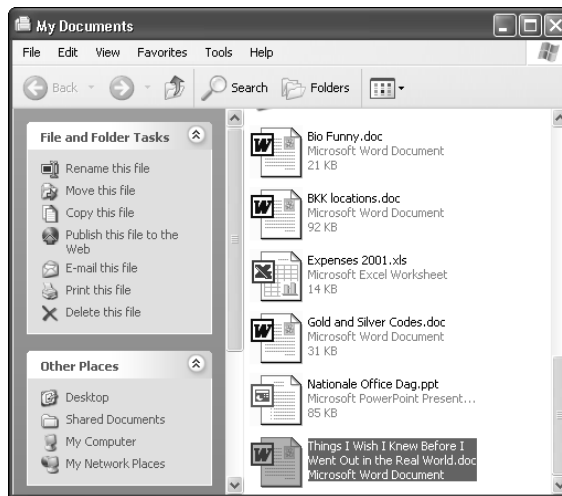 My Documents
File Edit View Favorites Tools Help
Back Search Folders
File and Folder Tasks
Rename this file
Move this file
Copy this file
Publish this file to the
Web
E-mail this file
Print this file
Delete this file
Other Places
Desktop
Shared Documents
My Computer
My Network Places
Bio Funny.doc
Microsoft Word Document
21 KB
BKK locations.doc
Microsoft Word Document
92 KB
Expenses 2001.xls
Microsoft Excel Worksheet
14 KB
Gold and Silver Codes.doc
Microsoft Word Document
31 KB
Nationale Office Dag.ppt
Microsoft PowerPoint Present...
85 KB
Things I Wish I Knew Before I
Went Out in the Real World.doc
Microsoft Word Document